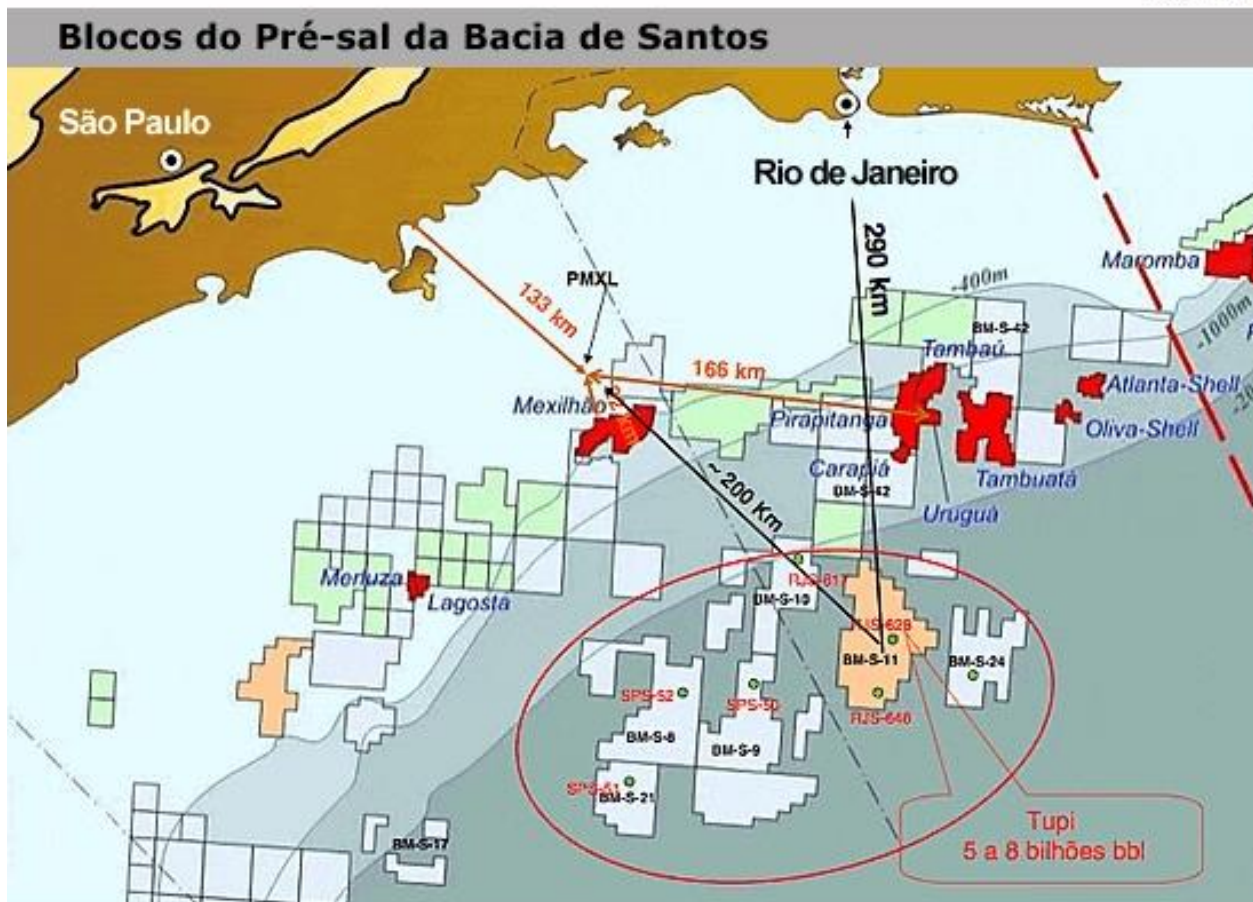 Blocos do Pré-sal da Bacia de Santos
São Paulo
Rio de Janeiro
290 km
Maromba
PMXL
133 km
-400m
-1000m
BM-S-42
Tambaú
166 km
Atlanta-Shell
Mexilhão
Pirapitanga
Oliva-Shell
Carapiá
Tambuatá
BM-S-42
~ 200 Km
Uruguá
Merluza
Lagosta
RJS-617
BM-S-10
RJS-628
BM-S-11
BM-S-24
SPS-52
SPS-50
RJS-646
BM-S-8
BM-S-9
SPS-51
BM-S-21
BM-S-17
Tupi
5 a 8 bilhões bbl